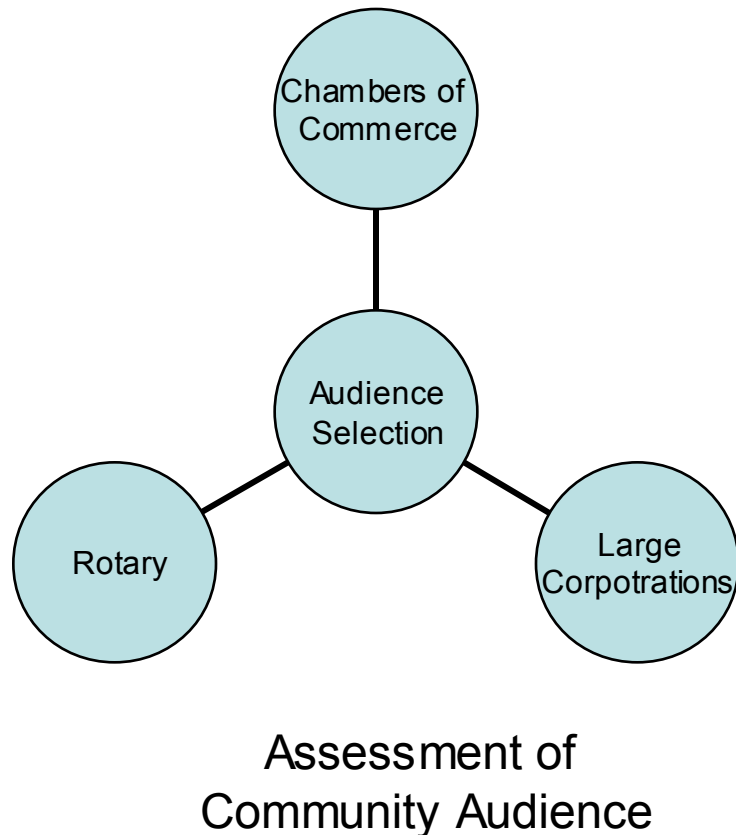 Chambers of
Commerce
Audience
Selection
Rotary
Large
Corpotrations
Assessment of
Community Audience